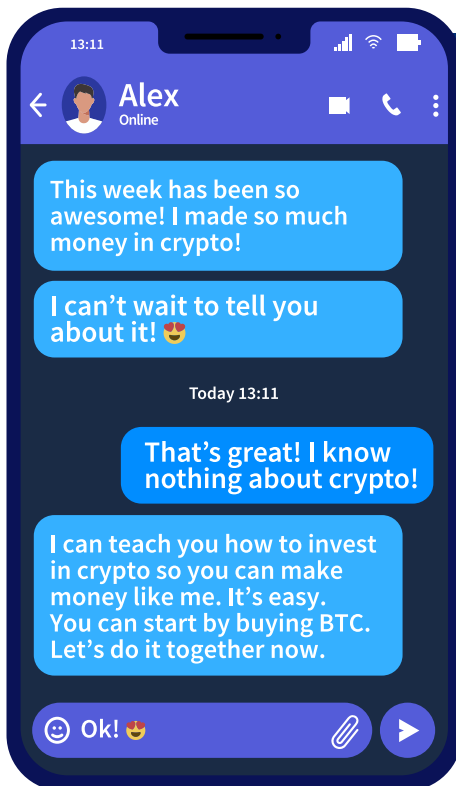 13:11
Alex
Online
This week has been so
awesome! I made so much
money in crypto!
I can’t wait to tell you
about it! 😍
Today 13:11
That’s great! I know
nothing about crypto!
I can teach you how to invest
in crypto so you can make
money like me. It’s easy.
You can start by buying BTC.
Let’s do it together now.
Ok! 😍